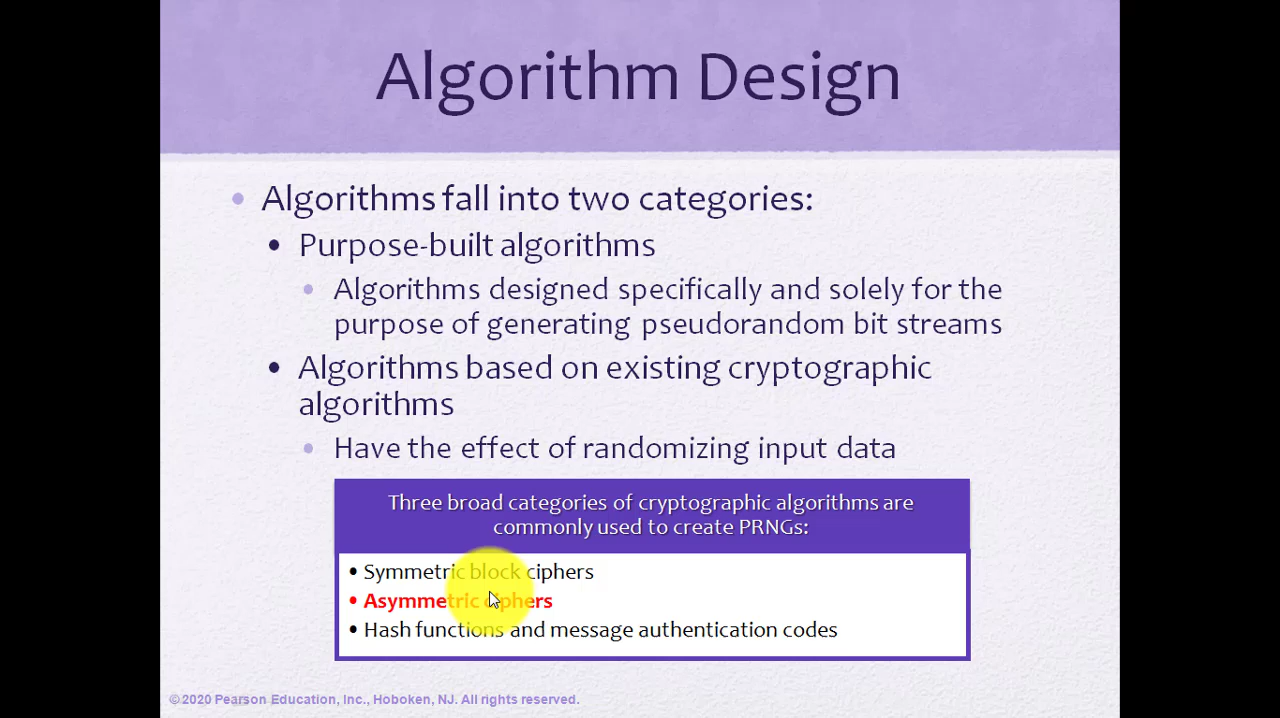 Algorithm Design
• Algorithms fall into two categories:
• Purpose-built algorithms
• Algorithms designed specifically and solely for the
purpose of generating pseudorandom bit streams
• Algorithms based on existing cryptographic
algorithms
• Have the effect of randomizing input data
Three broad categories of cryptographic algorithms are
commonly used to create PRNGs:
• Symmetric block ciphers
• Asymmetric ciphers
• Hash functions and message authentication codes
©2020 Pearson Education, Inc., Hoboken, NJ. All rights reserved.